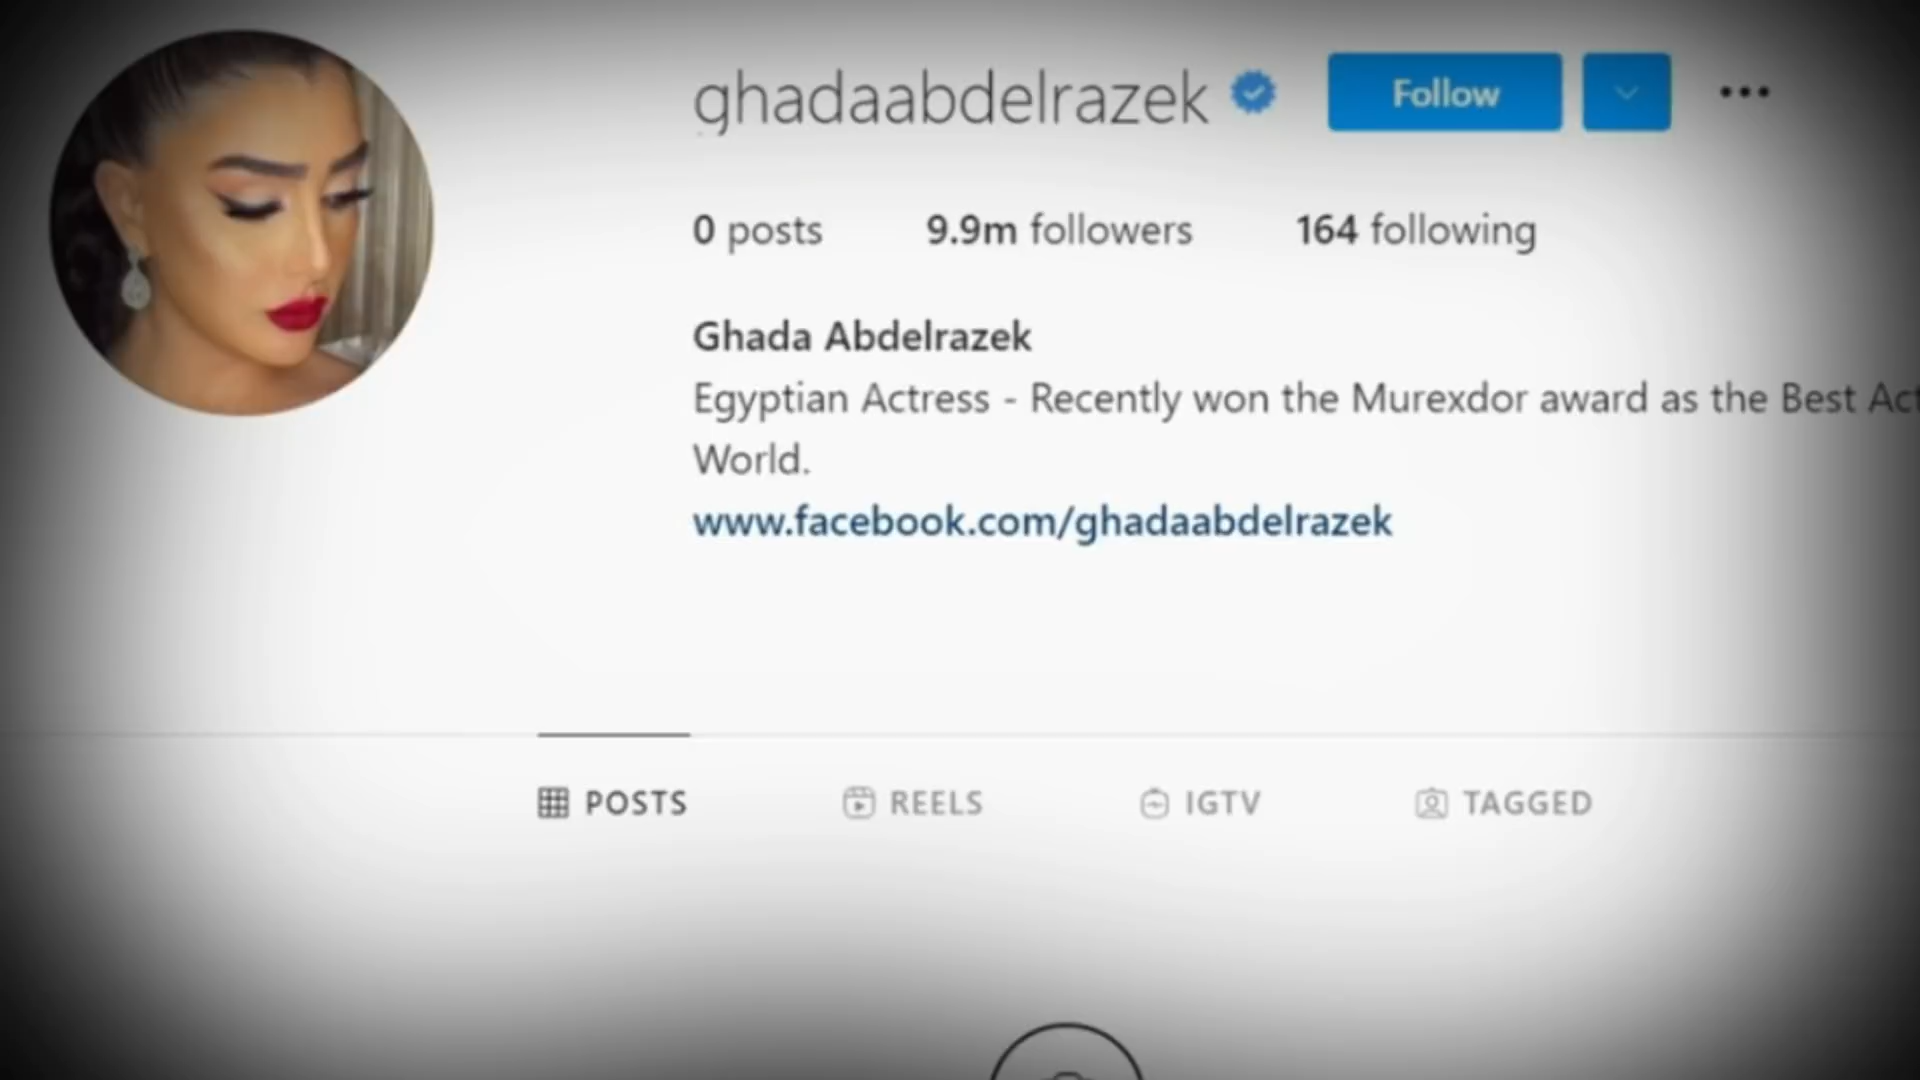 ghadaabdelrazek Follow
0 posts 9.9m followers 164 following
Ghada Abdelrazek
Egyptian Actress - Recently won the Murexdor award as the Best Act
World.
www.facebook.com/ghadaabdelrazek
POSTS REELS IGTV TAGGED